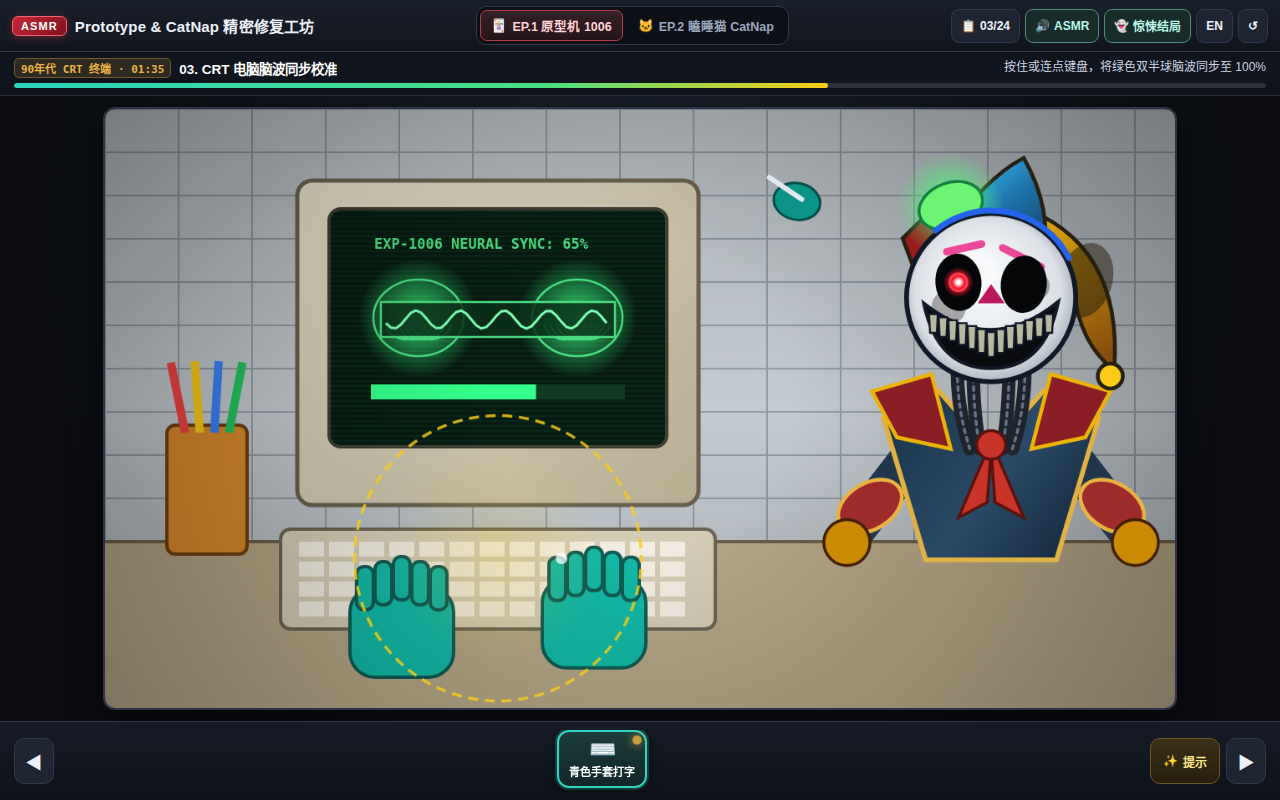 ASMR Prototype & CatNap 精密修复工坊
🃏 EP.1 原型机 1006
🐱 EP.2 瞌睡猫 CatNap
📋 03/24
🔊 ASMR
👻 惊悚结局
EN
↺
90年代 CRT 终端 · 01:35 03. CRT 电脑脑波同步校准
按住或连点键盘，将绿色双半球脑波同步至 100%
EXP-1006 NEURAL SYNC: 65%
◀
⌨️
青色手套打字
✨ 提示
▶